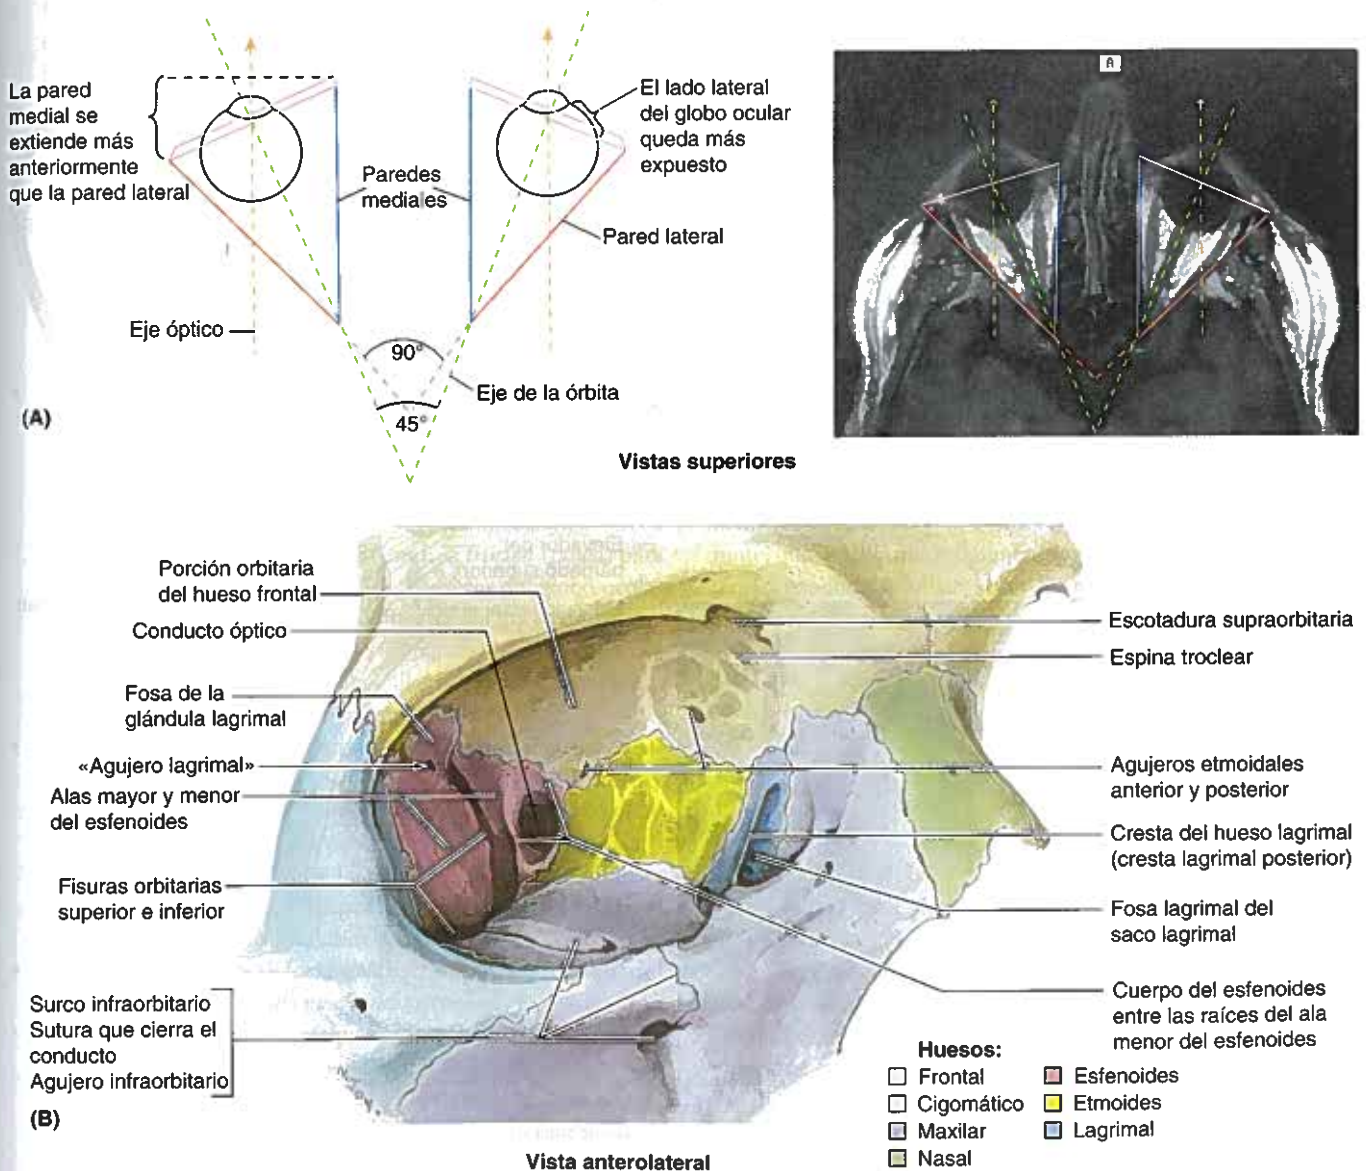 La pared
medial se
extiende más
anteriormente
que la pared lateral
El lado lateral
del globo ocular
queda más
expuesto
Paredes
mediales
Pared lateral
Eje óptico
90°
Eje de la órbita
45°
(A)
A
Vistas superiores
Porción orbitaria
del hueso frontal
Conducto óptico
Fosa de la
glándula lagrimal
«Agujero lagrimal»
Alas mayor y menor
del esfenoides
Fisuras orbitarias
superior e inferior
Surco infraorbitario
Sutura que cierra el
conducto
Agujero infraorbitario
(B)
Escotadura supraorbitaria
Espina troclear
Agujeros etmoidales
anterior y posterior
Cresta del hueso lagrimal
(cresta lagrimal posterior)
Fosa lagrimal del
saco lagrimal
Cuerpo del esfenoides
entre las raíces del ala
menor del esfenoides
Huesos:
Frontal
Cigomático
Maxilar
Nasal
Esfenoides
Etmoides
Lagrimal
Vista anterolateral